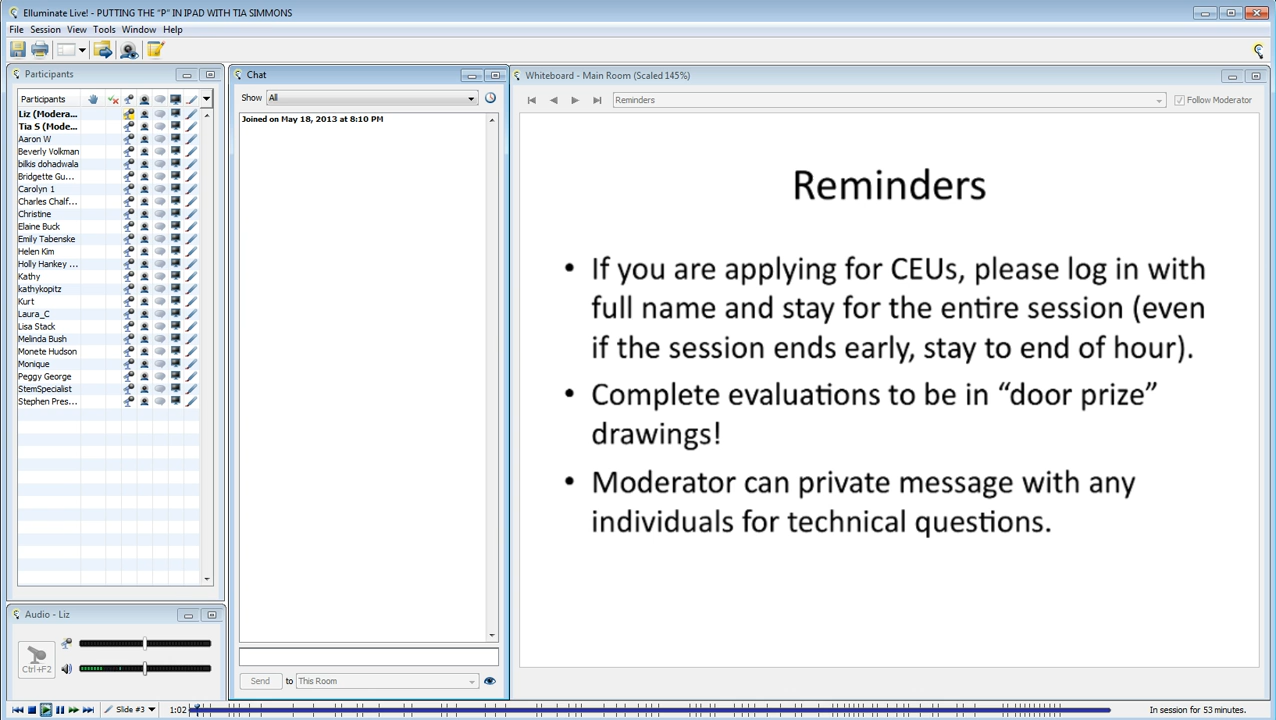 Elluminate Live! - PUTTING THE "P" IN IPAD WITH TIA SIMMONS
File Session View Tools Window Help
Participants
Participants
Liz (Modera...
Tia S (Mode...
Aaron W
Beverly Volkman
bilkis dohadwala
Bridgette Gu...
Carolyn 1
Charles Chalf...
Christine
Elaine Buck
Emily Tabenske
Helen Kim
Holly Hankey ...
Kathy
kathykopitz
Kurt
Laura_C
Lisa Stack
Melinda Bush
Monete Hudson
Monique
Peggy George
StemSpecialist
Stephen Pres...
Audio - Liz
Ctrl+F2
Chat
Show All
Joined on May 18, 2013 at 8:10 PM
Send to This Room
Whiteboard - Main Room (Scaled 145%)
Reminders Follow Moderator
Reminders
• If you are applying for CEUs, please log in with
full name and stay for the entire session (even
if the session ends early, stay to end of hour).
• Complete evaluations to be in “door prize”
drawings!
• Moderator can private message with any
individuals for technical questions.
Slide #3 1:02 In session for 53 minutes.